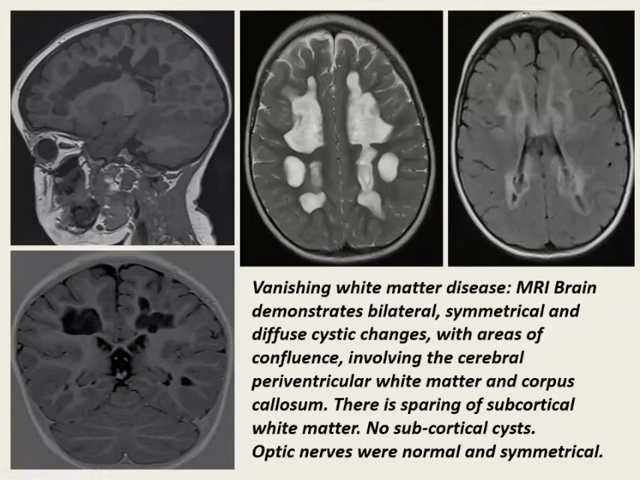 Vanishing white matter disease: MRI Brain
demonstrates bilateral, symmetrical and
diffuse cystic changes, with areas of
confluence, involving the cerebral
periventricular white matter and corpus
callosum. There is sparing of subcortical
white matter. No sub-cortical cysts.
Optic nerves were normal and symmetrical.